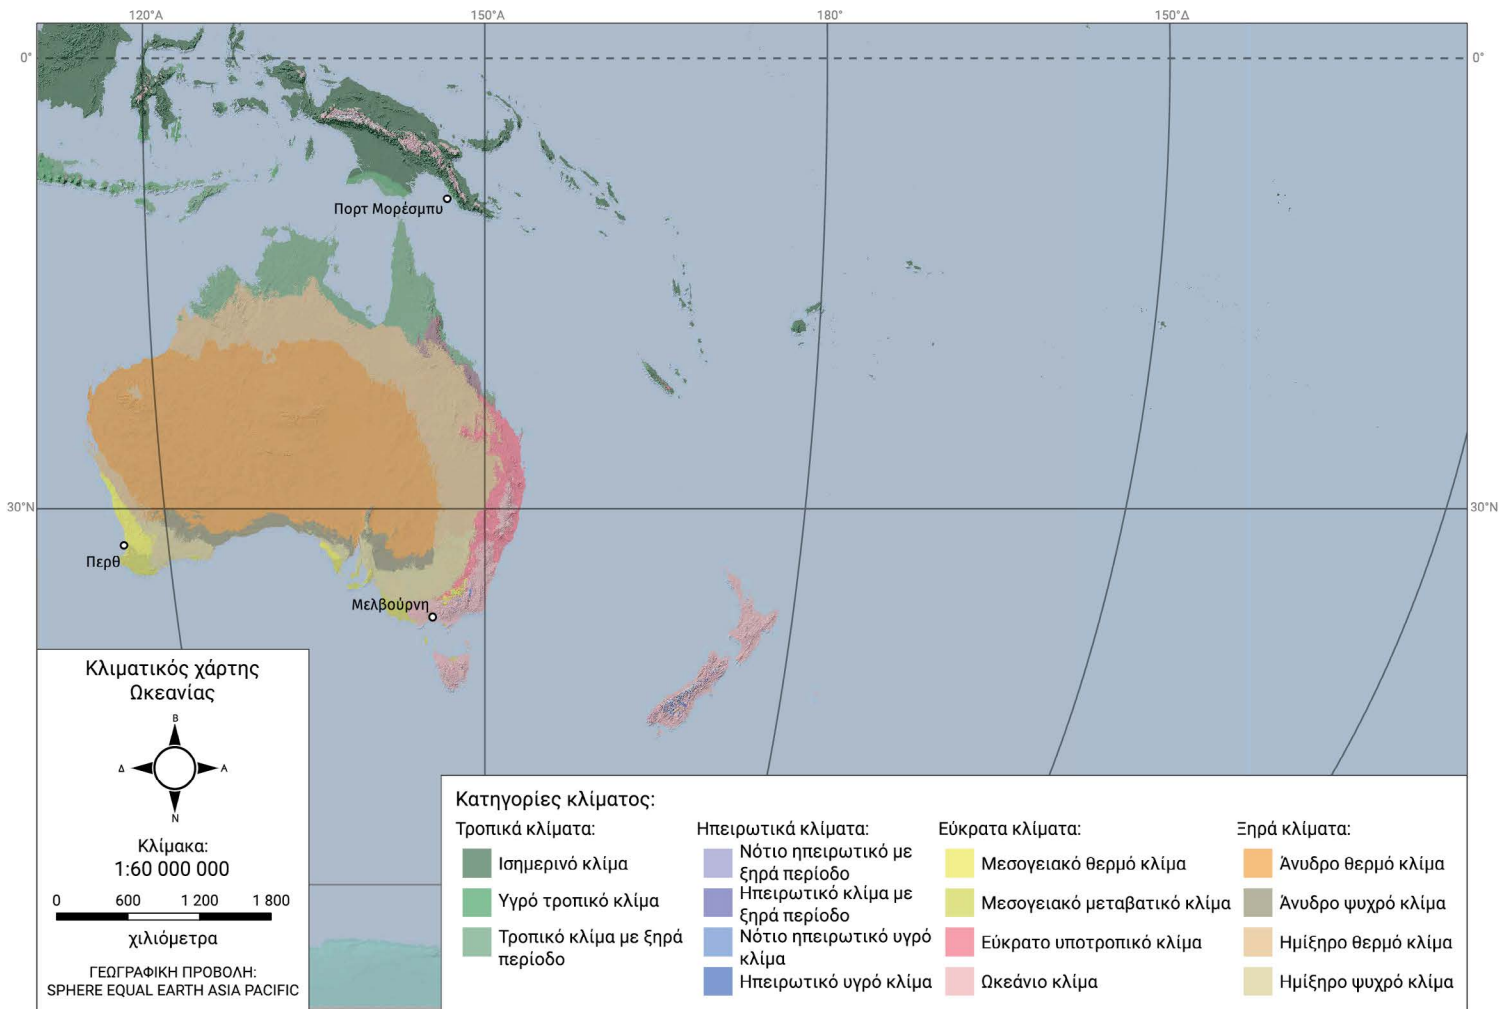 120°Α
150°Α
180°
150°Δ
0°
0°
Πορτ Μορέσμπυ
30°Ν
30°Ν
Περθ
Μελβούρνη
Κλιματικός χάρτης
Ωκεανίας
Β
Δ
Α
Ν
Κλίμακα:
1:60 000 000
0 600 1 200 1 800
χιλιόμετρα
ΓΕΩΓΡΑΦΙΚΗ ΠΡΟΒΟΛΗ:
SPHERE EQUAL EARTH ASIA PACIFIC
Κατηγορίες κλίματος:
Τροπικά κλίματα:
Ισημερινό κλίμα
Υγρό τροπικό κλίμα
Τροπικό κλίμα με ξηρά
περίοδο
Ηπειρωτικά κλίματα:
Νότιο ηπειρωτικό με
ξηρά περίοδο
Ηπειρωτικό κλίμα με
ξηρά περίοδο
Νότιο ηπειρωτικό υγρό
κλίμα
Ηπειρωτικό υγρό κλίμα
Εύκρατα κλίματα:
Μεσογειακό θερμό κλίμα
Μεσογειακό μεταβατικό κλίμα
Εύκρατο υποτροπικό κλίμα
Ωκεάνιο κλίμα
Ξηρά κλίματα:
Άνυδρο θερμό κλίμα
Άνυδρο ψυχρό κλίμα
Ημίξηρο θερμό κλίμα
Ημίξηρο ψυχρό κλίμα